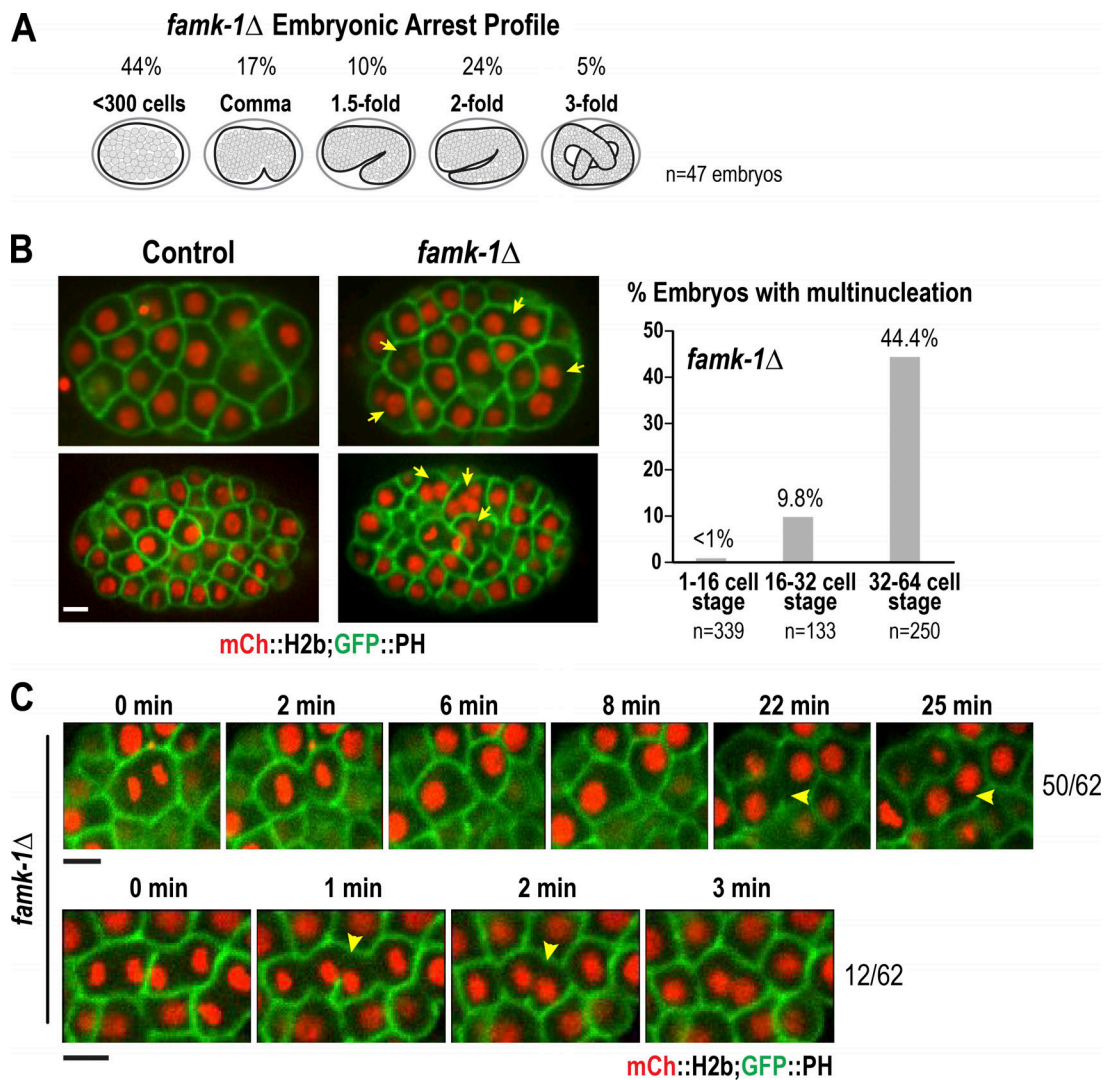 A
famk-1Δ Embryonic Arrest Profile
44% 17% 10% 24% 5%
<300 cells Comma 1.5-fold 2-fold 3-fold
n=47 embryos
B
Control famk-1Δ
mCh::H2b;GFP::PH
% Embryos with multinucleation
famk-1Δ
50
40
30
20
10
0
<1% 9.8% 44.4%
1-16 cell stage 16-32 cell stage 32-64 cell stage
n=339 n=133 n=250
C
famk-1Δ
0 min 2 min 6 min 8 min 22 min 25 min
50/62
0 min 1 min 2 min 3 min
12/62
mCh::H2b;GFP::PH